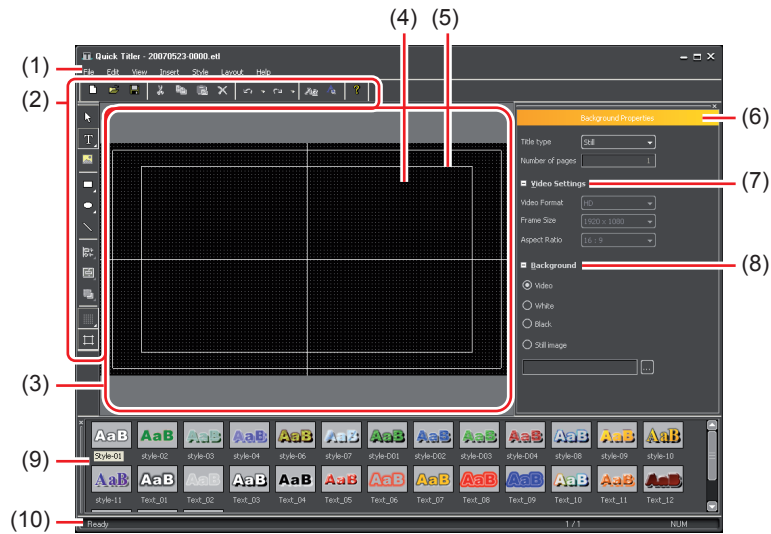 (4) (5)
Quick Titler - 20070523-0000.etl
(1)
File Edit View Insert Style Layout Help
(2)
(6)
Background Properties
Title type Still
Number of pages 1
(7)
Video Settings
Video Format HD
Frame Size 1920 x 1080
Aspect Ratio 16 : 9
(8)
Background
Video
White
Black
Still image
...
(3)
AaB AaB AaB AaB AaB AaB AaB AaB AaB AaB AaB AaB AaB
(9)
Style-01 style-02 style-03 style-04 style-06 style-07 style-D01 style-D02 style-D03 style-D04 style-08 style-09 style-10
AaB AaB AaB AaB AaB AaB AaB AaB AaB AaB AaB AaB AaB
style-11 Text_01 Text_02 Text_03 Text_04 Text_05 Text_06 Text_07 Text_08 Text_09 Text_10 Text_11 Text_12
(10)
Ready 1 / 1 NUM